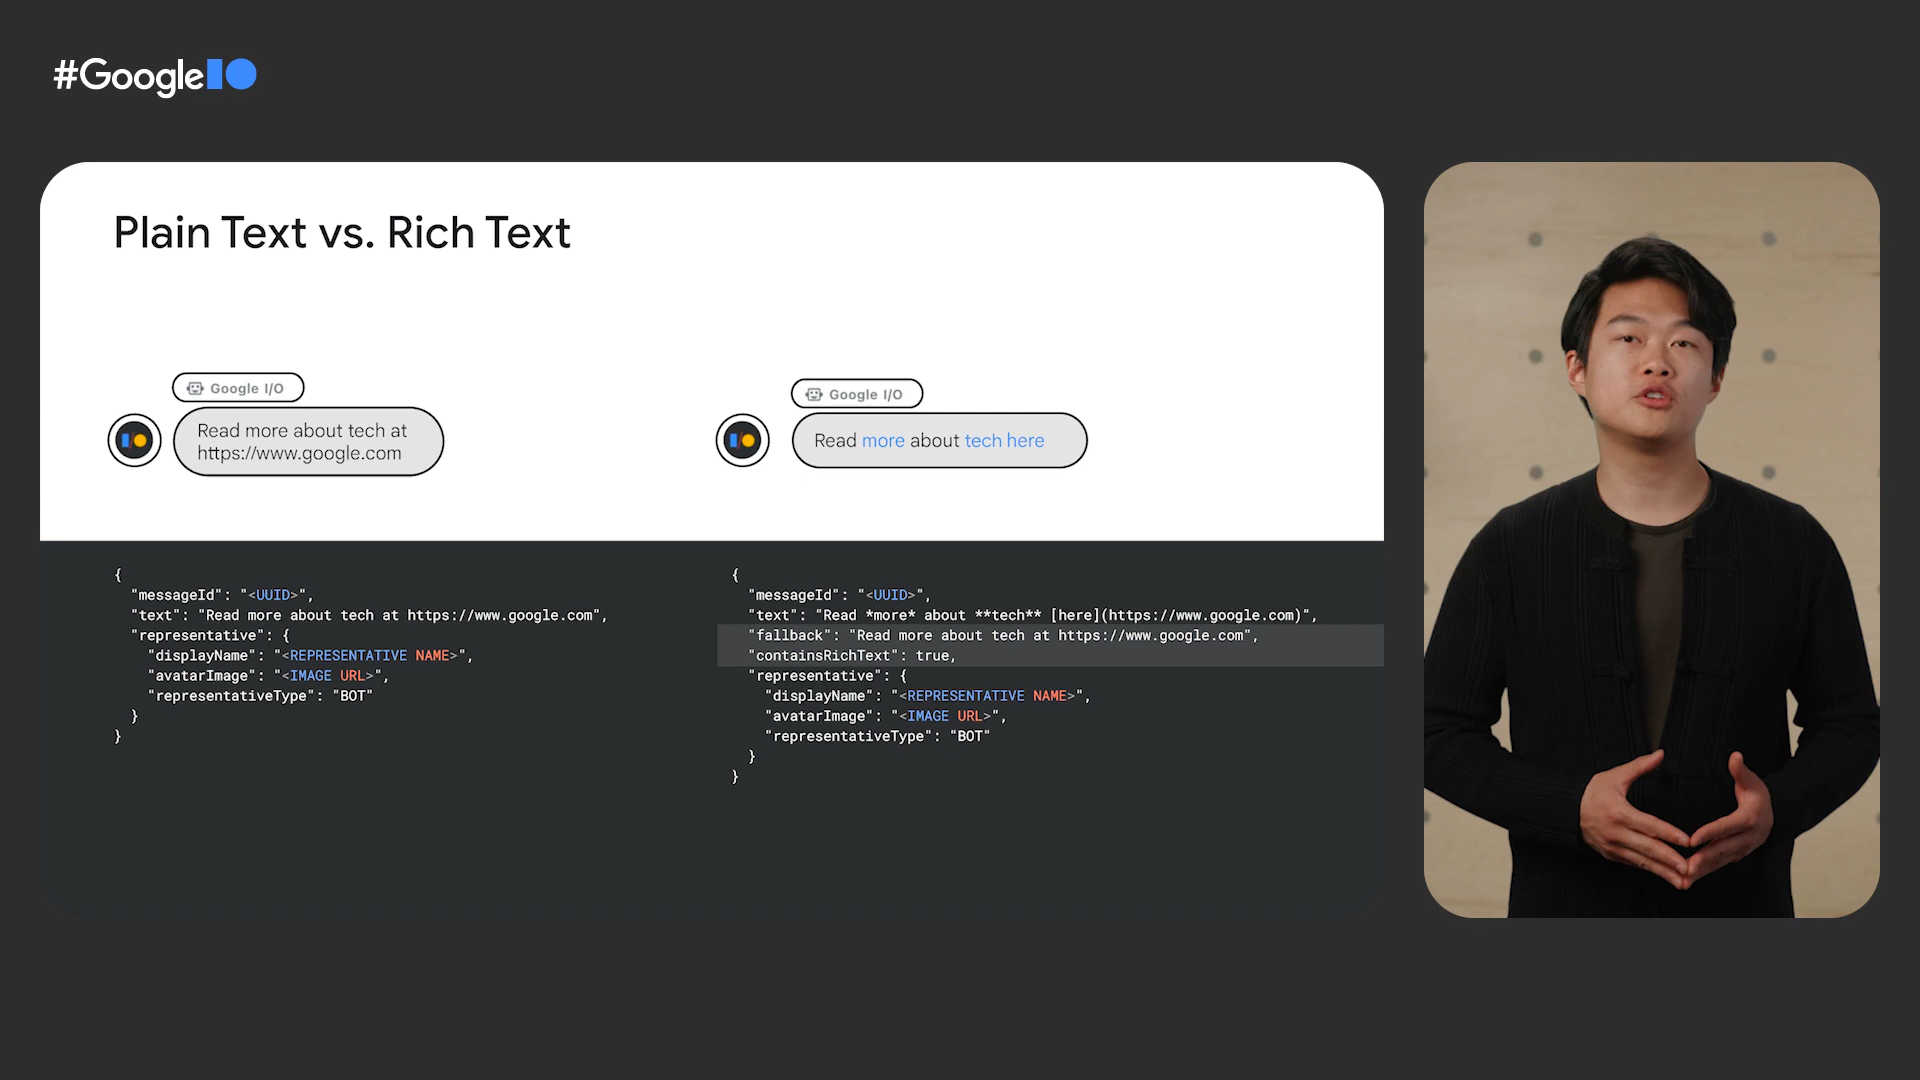 #GoogleIO
Plain Text vs. Rich Text
Google I/O
Read more about tech at
https://www.google.com
Google I/O
Read more about tech here
{
  "messageId": "<UUID>",
  "text": "Read more about tech at https://www.google.com",
  "representative": {
    "displayName": "<REPRESENTATIVE NAME>",
    "avatarImage": "<IMAGE URL>",
    "representativeType": "BOT"
  }
}
{
  "messageId": "<UUID>",
  "text": "Read *more* about **tech** [here](https://www.google.com)",
  "fallback": "Read more about tech at https://www.google.com",
  "containsRichText": true,
  "representative": {
    "displayName": "<REPRESENTATIVE NAME>",
    "avatarImage": "<IMAGE URL>",
    "representativeType": "BOT"
  }
}